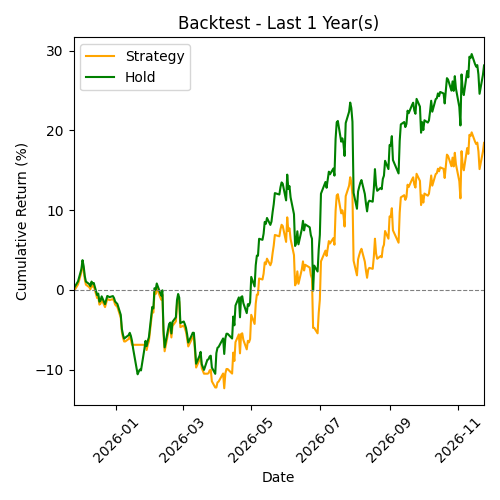 Backtest - Last 1 Year(s)
Strategy
Hold
Cumulative Return (%)
30
20
10
0
−10
2026-01
2026-03
2026-05
2026-07
2026-09
2026-11
Date